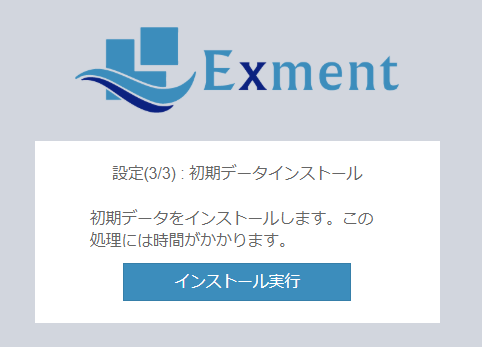 Exment
設定(3/3) : 初期データインストール
初期データをインストールします。この
処理には時間がかかります。
インストール実行